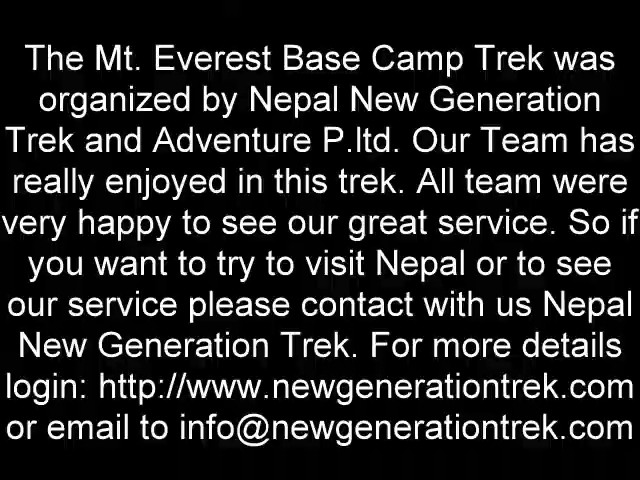 The Mt. Everest Base Camp Trek was
organized by Nepal New Generation
Trek and Adventure P.ltd. Our Team has
really enjoyed in this trek. All team were
very happy to see our great service. So if
you want to try to visit Nepal or to see
our service please contact with us Nepal
New Generation Trek. For more details
login: http://www.newgenerationtrek.com
or email to info@newgenerationtrek.com